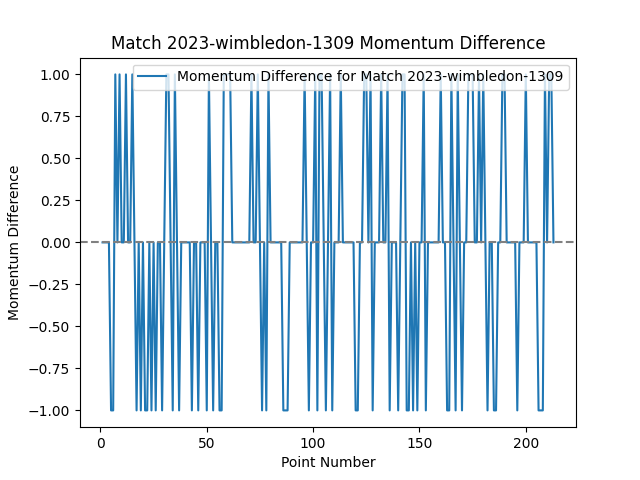 Match 2023-wimbledon-1309 Momentum Difference
Momentum Difference for Match 2023-wimbledon-1309
1.00
0.75
0.50
0.25
0.00
−0.25
−0.50
−0.75
−1.00
Momentum Difference
0 50 100 150 200
Point Number